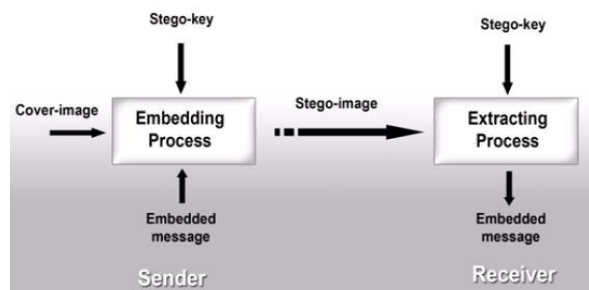 Stego-key
Stego-key
Cover-image
Embedding
Process
Stego-image
Extracting
Process
Embedded
message
Embedded
message
Sender
Receiver